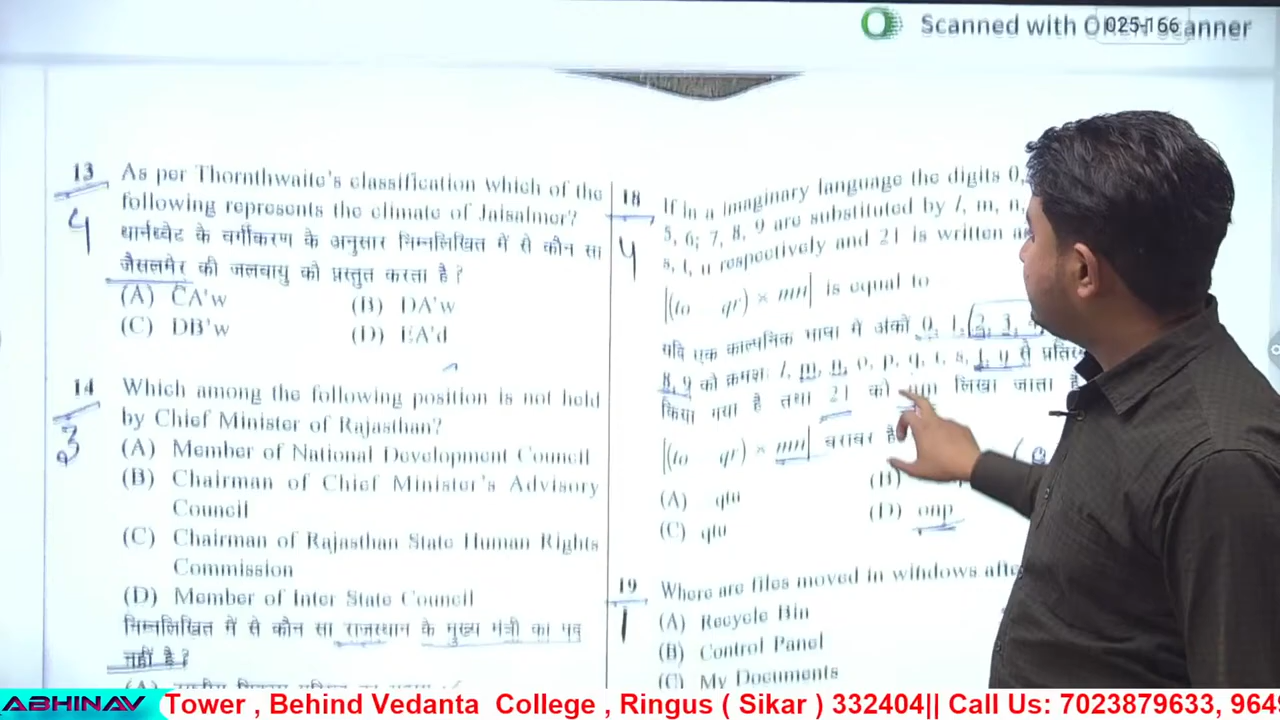 Scanned with
025-166
anner
13 As per Thornthwaite's classification which of the
following represents the climate of Jaisalmer?
4
थार्नथ्वेट के वर्गीकरण के अनुसार निम्नलिखित में से कौन सा
जैसलमेर की जलवायु को प्रस्तुत करता है ?
(A) CA'w (B) DA'w
(C) DB'w (D) EA'd
14 Which among the following position is not held
by Chief Minister of Rajasthan?
3
(A) Member of National Development Council
(B) Chairman of Chief Minister's Advisory
Council
(C) Chairman of Rajasthan State Human Rights
Commission
(D) Member of Inter State Council
निम्नलिखित में से कौन सा राजस्थान के मुख्य मंत्री का पद
नहीं है ?
18 If in a imaginary language the digits 0,
5, 6, 7, 8, 9 are substituted by l, m, n,
4
s, t, u respectively and 21 is written
[(to qr) × mn] is equal to
यदि एक काल्पनिक भाषा में अंकों 0, 1, 2, 3,
8, 9 को क्रमशः l, m, n, o, p, q, r, s, t, u से
किया गया है तथा 21 को nm लिखा जाता है
[(to qr) × mn] बराबर है
(A) qtu
(C) qtu (D) onp
19 Where are files moved in windows
1
(A) Recycle Bin
(B) Control Panel
(C) My Documents
ABHINAV Tower , Behind Vedanta College , Ringus ( Sikar ) 332404|| Call Us: 7023879633, 964